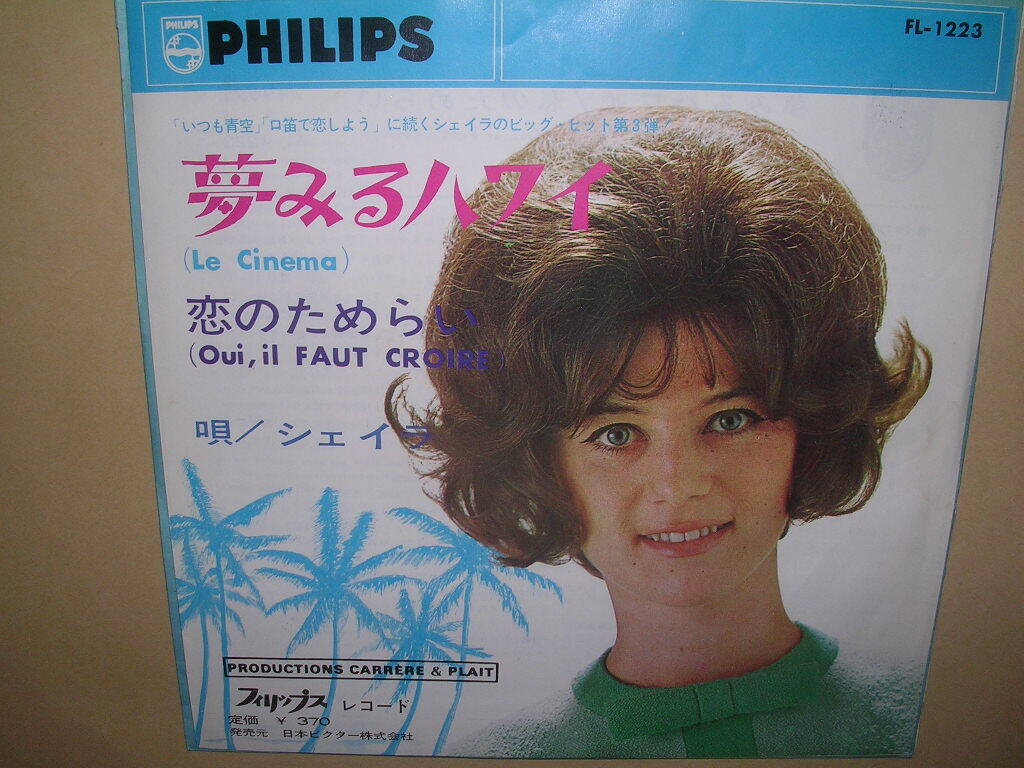 PHILIPS
PHILIPS
FL-1223
「いつも青空」「口笛で恋しよう」に続くシェイラのビッグ・ヒット第3弾!
夢みるハワイ
(Le Cinema)
恋のためらい
(Oui, il FAUT CROIRE)
唄/シェイラ
PRODUCTIONS CARRÈRE & PLAIT
フィリップス レコード
定価 ¥ 370
発売元 日本ビクター株式会社